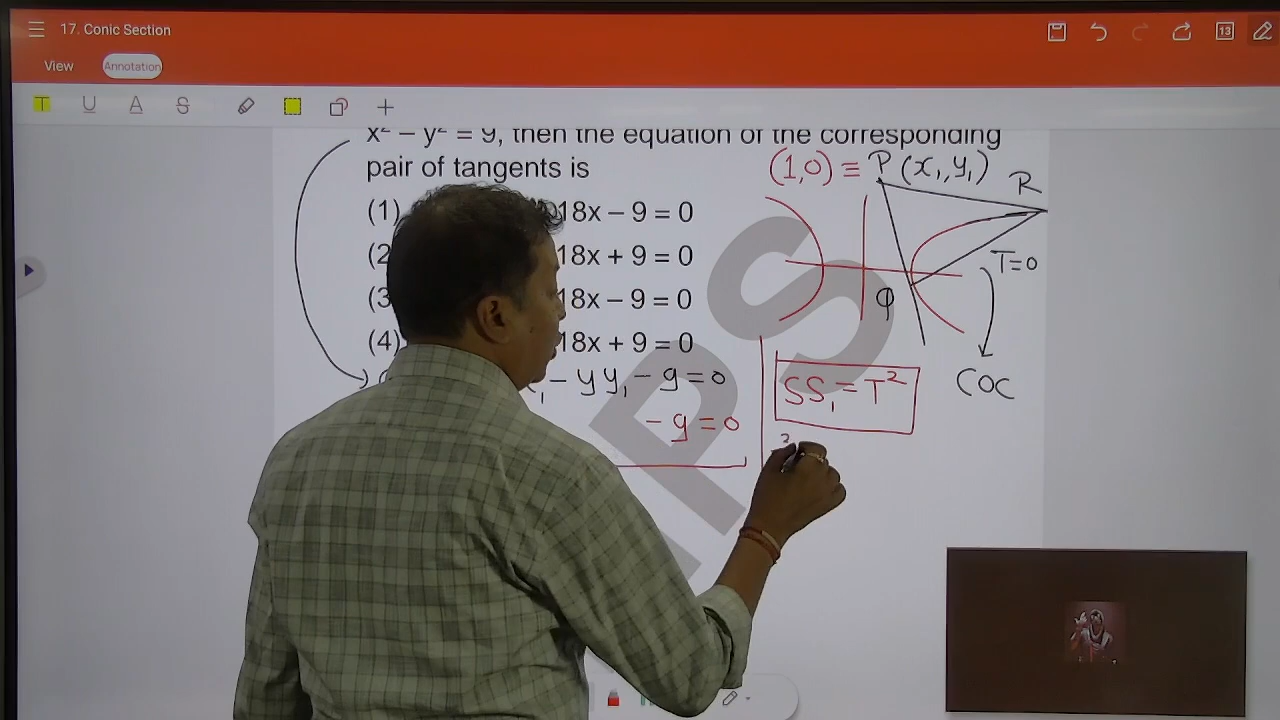 17. Conic Section
13
View
Annotation
T U A S
x² – y² = 9, then the equation of the corresponding
pair of tangents is
(1,0) ≡ P (x₁, y₁)
R
(1) 18x – 9 = 0
(2 18x + 9 = 0
T=0
(3 18x – 9 = 0
Q
(4) 18x + 9 = 0
– yy₁ – 9 = 0
SS₁ = T²
COC
– 9 = 0
PS